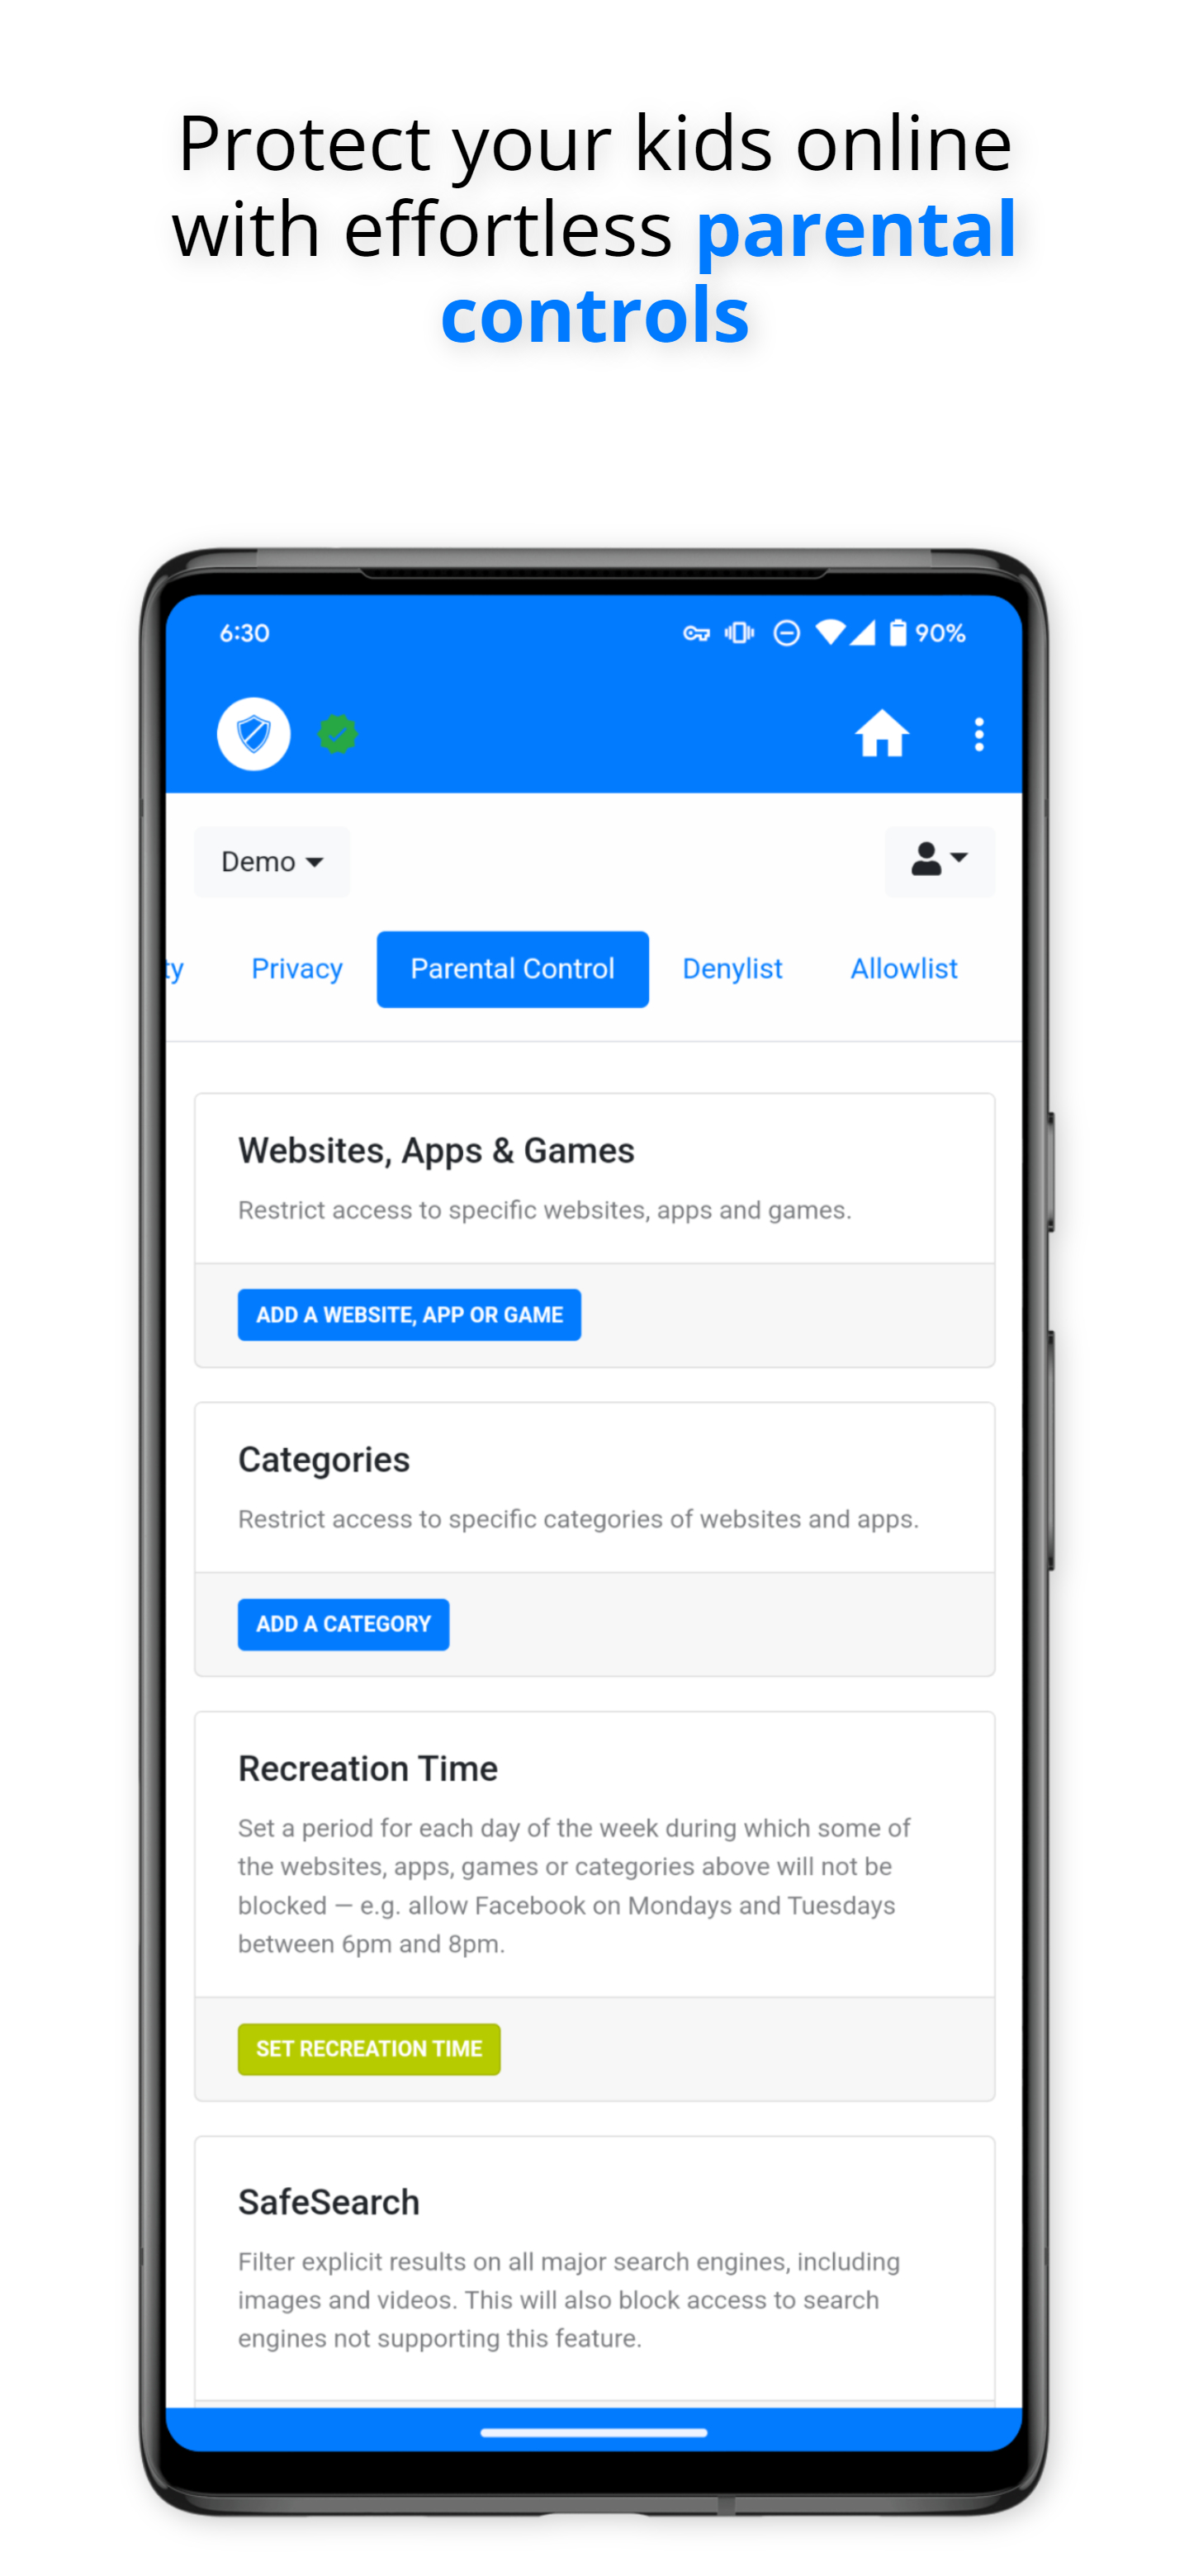 Protect your kids online
with effortless parental
controls
6:30 90%
Demo
ty Privacy Parental Control Denylist Allowlist
Websites, Apps & Games
Restrict access to specific websites, apps and games.
ADD A WEBSITE, APP OR GAME
Categories
Restrict access to specific categories of websites and apps.
ADD A CATEGORY
Recreation Time
Set a period for each day of the week during which some of
the websites, apps, games or categories above will not be
blocked — e.g. allow Facebook on Mondays and Tuesdays
between 6pm and 8pm.
SET RECREATION TIME
SafeSearch
Filter explicit results on all major search engines, including
images and videos. This will also block access to search
engines not supporting this feature.